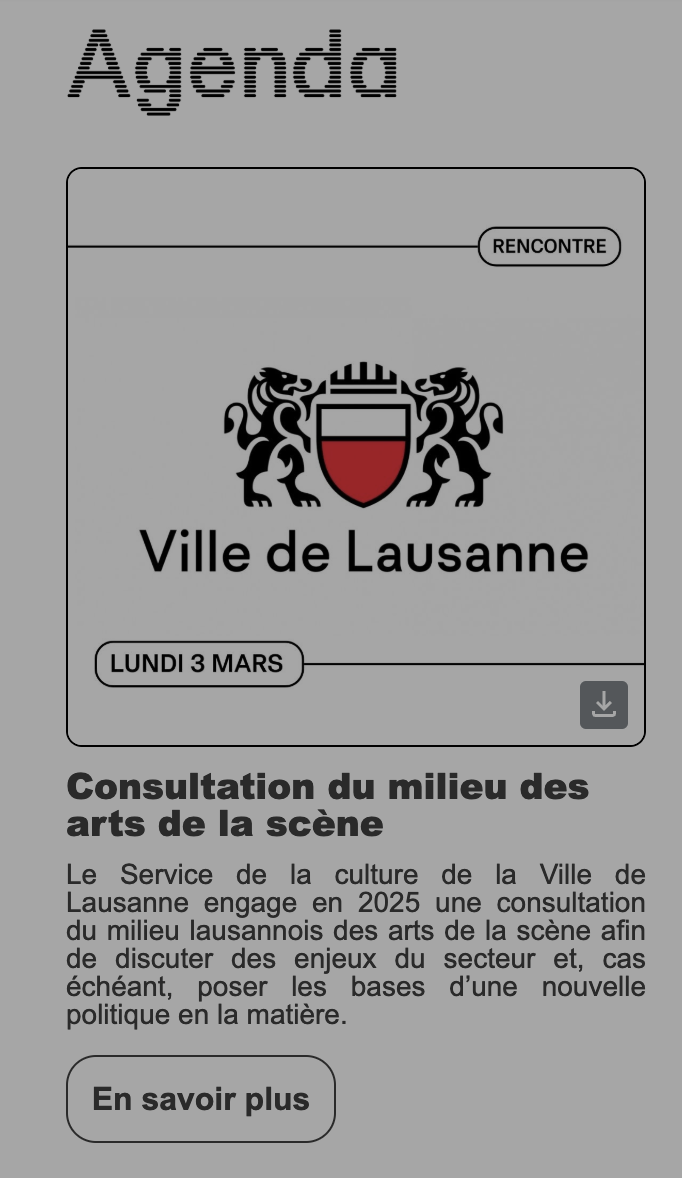 Agenda
RENCONTRE
Ville de Lausanne
LUNDI 3 MARS
Consultation du milieu des
arts de la scène
Le Service de la culture de la Ville de
Lausanne engage en 2025 une consultation
du milieu lausannois des arts de la scène afin
de discuter des enjeux du secteur et, cas
échéant, poser les bases d’une nouvelle
politique en la matière.
En savoir plus